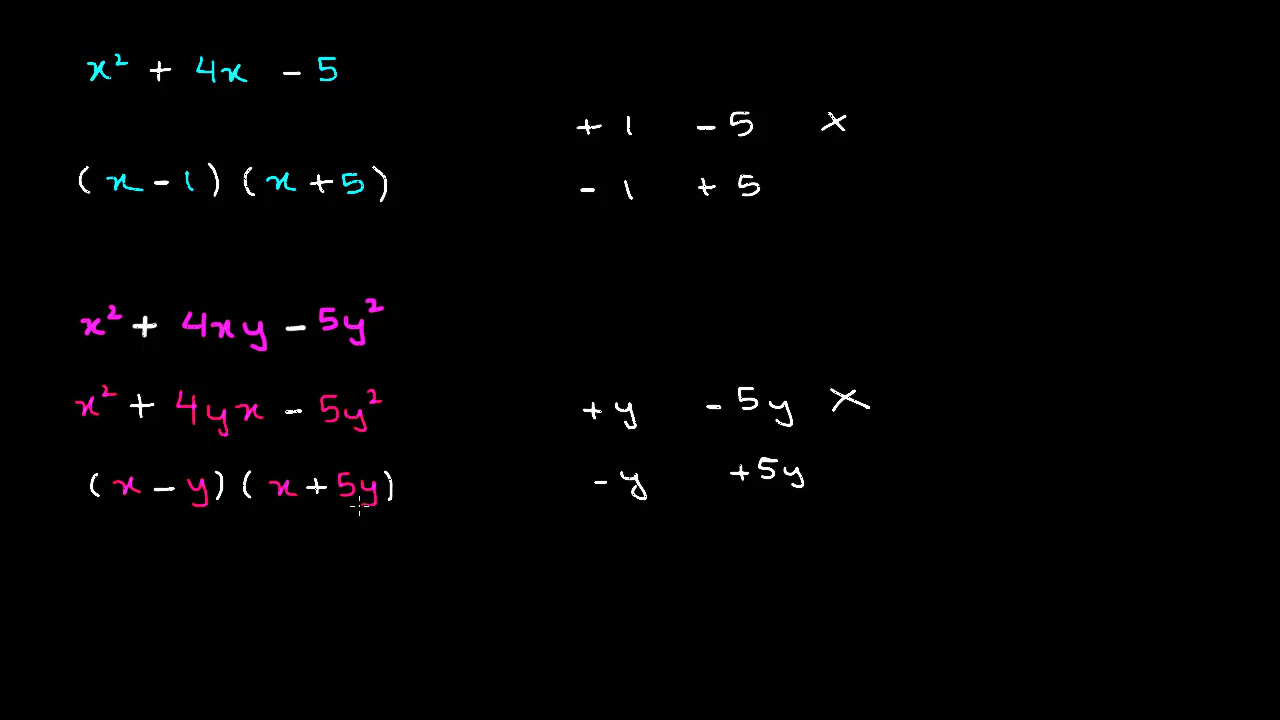 x² + 4x - 5
+ 1 - 5 ×
(x - 1)(x + 5)
- 1 + 5
x² + 4xy - 5y²
x² + 4yx - 5y²
+y - 5y ×
(x - y)(x + 5y)
- y +5y